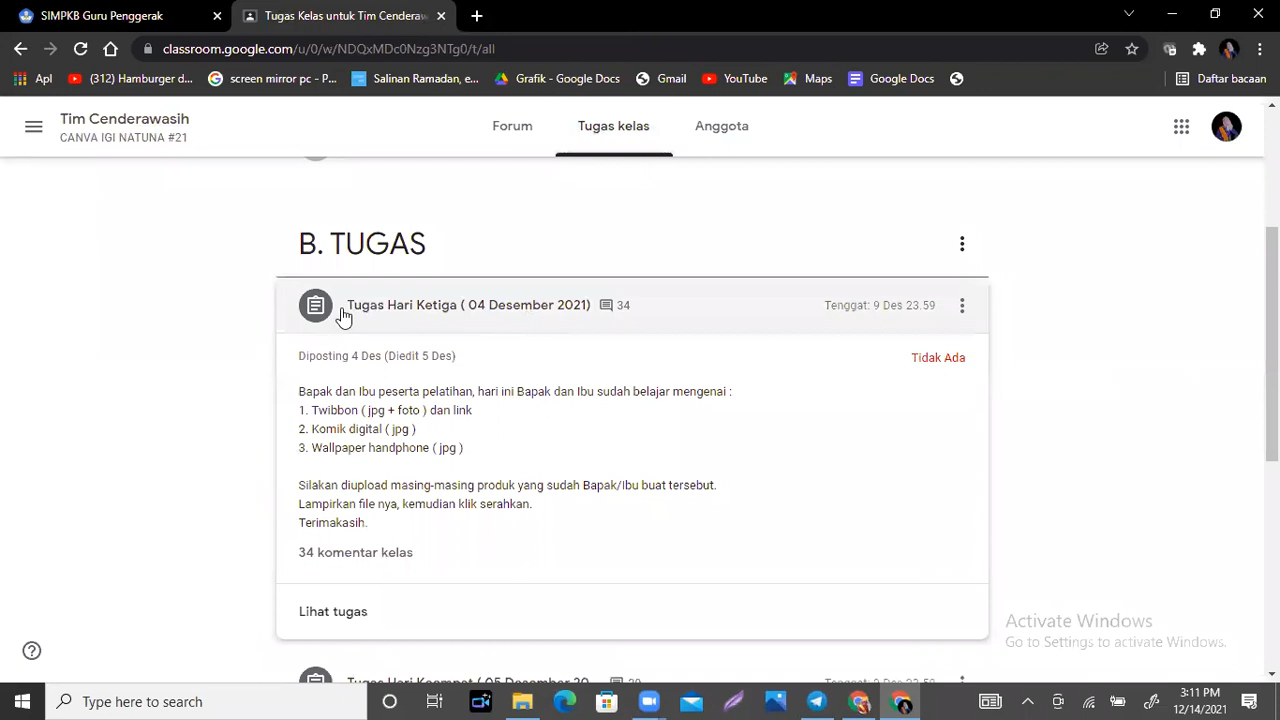 SIMPKB Guru Penggerak
Tugas Kelas untuk Tim Cenderaw
classroom.google.com/u/0/w/NDQxMDc0Nzg3NTg0/t/all
Apl
(312) Hamburger d...
screen mirror pc - P...
Salinan Ramadan, e...
Grafik - Google Docs
Gmail
YouTube
Maps
Google Docs
Daftar bacaan
Tim Cenderawasih
CANVA IGI NATUNA #21
Forum
Tugas kelas
Anggota
B. TUGAS
Tugas Hari Ketiga ( 04 Desember 2021) 34 Tenggat: 9 Des 23.59
Diposting 4 Des (Diedit 5 Des) Tidak Ada
Bapak dan Ibu peserta pelatihan, hari ini Bapak dan Ibu sudah belajar mengenai :
1. Twibbon ( jpg + foto ) dan link
2. Komik digital ( jpg )
3. Wallpaper handphone ( jpg )
Silakan diupload masing-masing produk yang sudah Bapak/Ibu buat tersebut.
Lampirkan file nya, kemudian klik serahkan.
Terimakasih.
34 komentar kelas
Lihat tugas
Activate Windows
Go to Settings to activate Windows.
Tugas Hari Keempat ( 05 Desember 20...
Type here to search
3:11 PM
12/14/2021